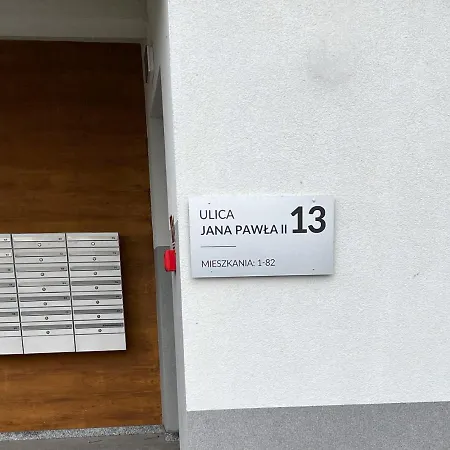 ULICA
JANA PAWŁA II 13
MIESZKANIA: 1-82